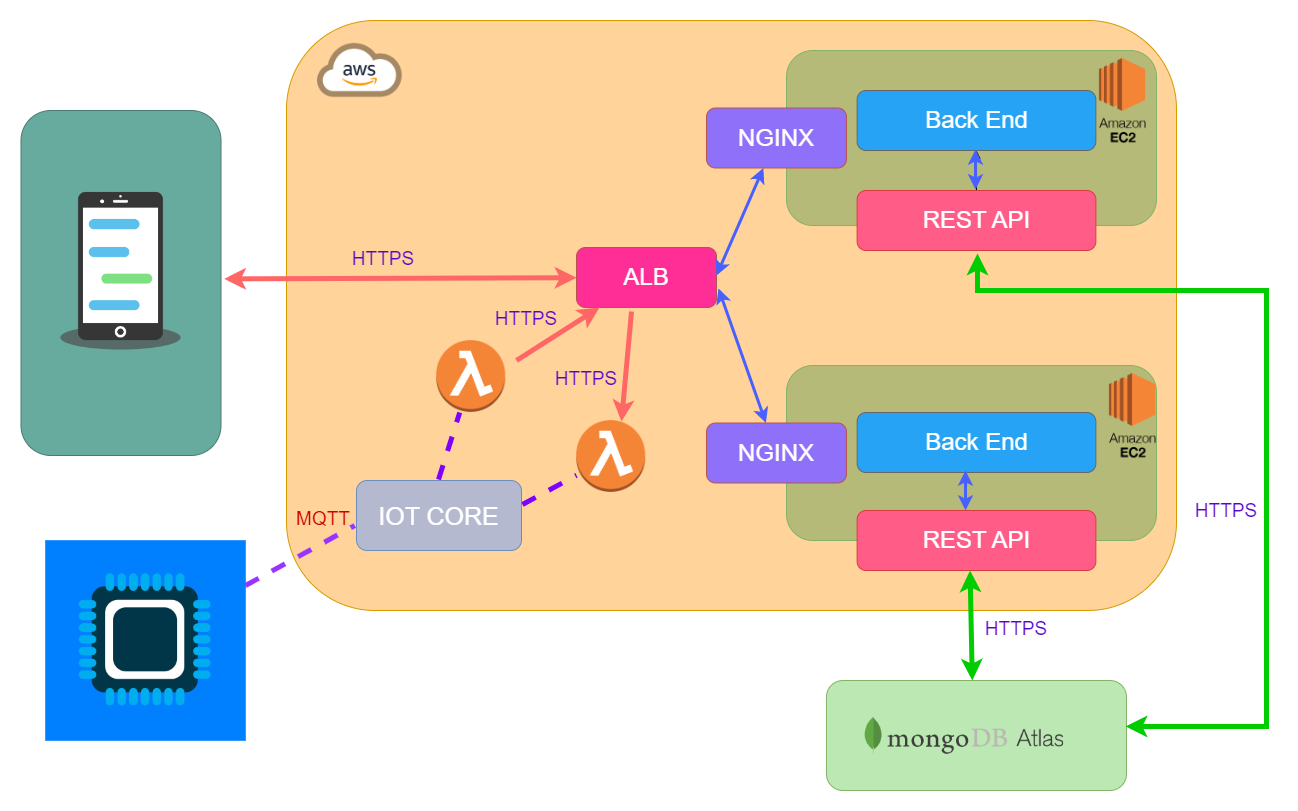 aws
Back End
Amazon
EC2
NGINX
REST API
HTTPS
ALB
HTTPS
HTTPS
Back End
Amazon
EC2
NGINX
MQTT
IOT CORE
HTTPS
REST API
HTTPS
mongoDB Atlas